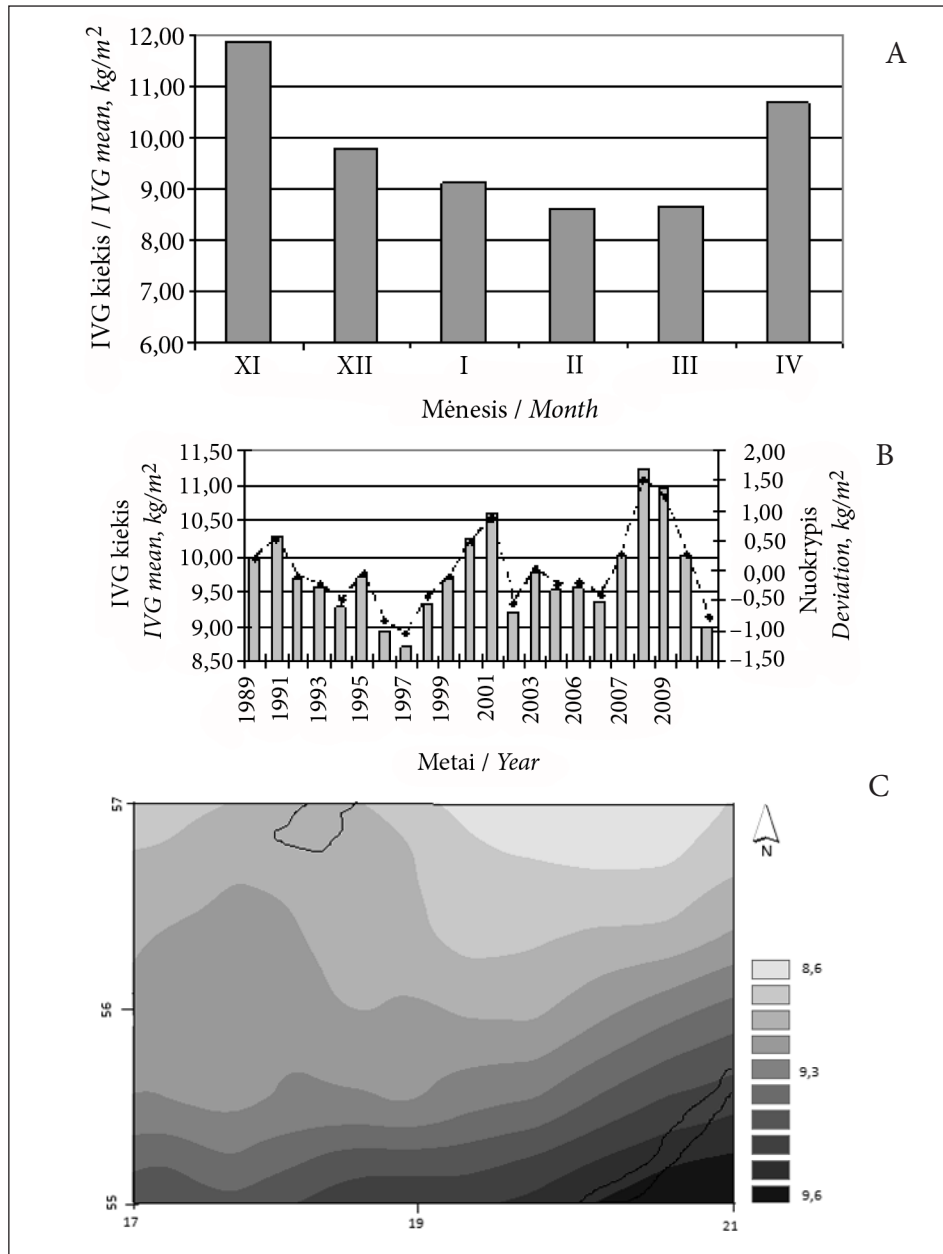 A
IVG kiekis / IVG mean, kg/m²
12,00
11,00
10,00
9,00
8,00
7,00
6,00
XI XII I II III IV
Mėnesis / Month
B
IVG kiekis
IVG mean, kg/m²
11,50
11,00
10,50
10,00
9,50
9,00
8,50
2,00
1,50
1,00
0,50
0,00
–0,50
–1,00
–1,50
Nuokrypis
Deviation, kg/m²
1989 1991 1993 1995 1997 1999 2001 2003 2006 2007 2009
Metai / Year
C
57
56
55
17 19 21
N
8,6
9,3
9,6